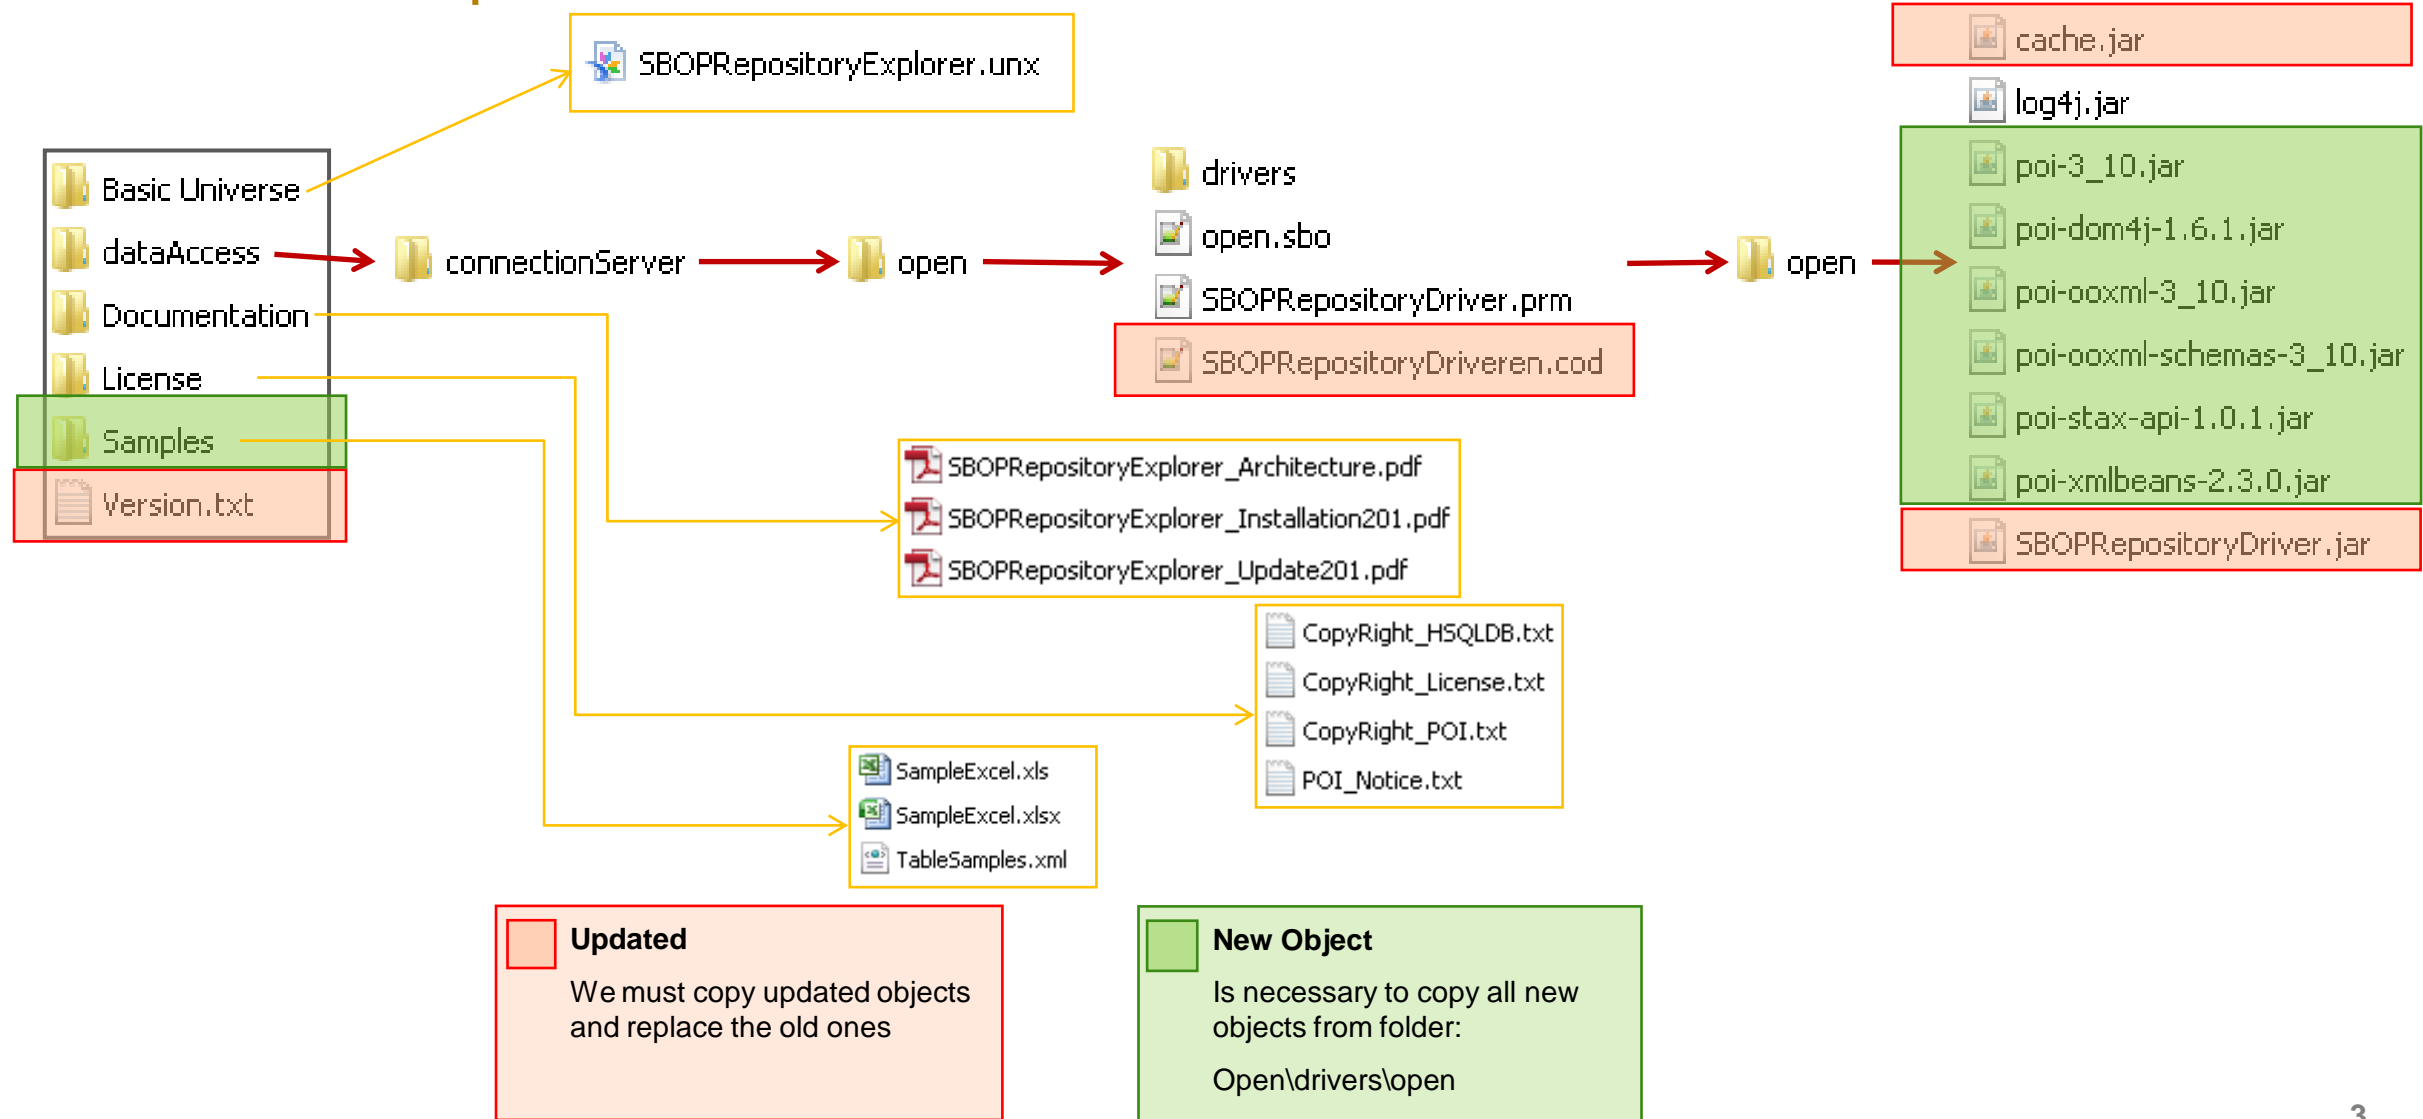 SBOPRepositoryExplorer.unx
Basic Universe
dataAccess
Documentation
License
Samples
Version.txt
connectionServer
open
drivers
open.sbo
SBOPRepositoryDriver.prm
SBOPRepositoryDriveren.cod
open
cache.jar
log4j.jar
poi-3_10.jar
poi-dom4j-1.6.1.jar
poi-ooxml-3_10.jar
poi-ooxml-schemas-3_10.jar
poi-stax-api-1.0.1.jar
poi-xmlbeans-2.3.0.jar
SBOPRepositoryDriver.jar
SBOPRepositoryExplorer_Architecture.pdf
SBOPRepositoryExplorer_Installation201.pdf
SBOPRepositoryExplorer_Update201.pdf
CopyRight_HSQLDB.txt
CopyRight_License.txt
CopyRight_POI.txt
POI_Notice.txt
SampleExcel.xls
SampleExcel.xlsx
TableSamples.xml
Updated
We must copy updated objects
and replace the old ones
New Object
Is necessary to copy all new
objects from folder:
Open\drivers\open
3